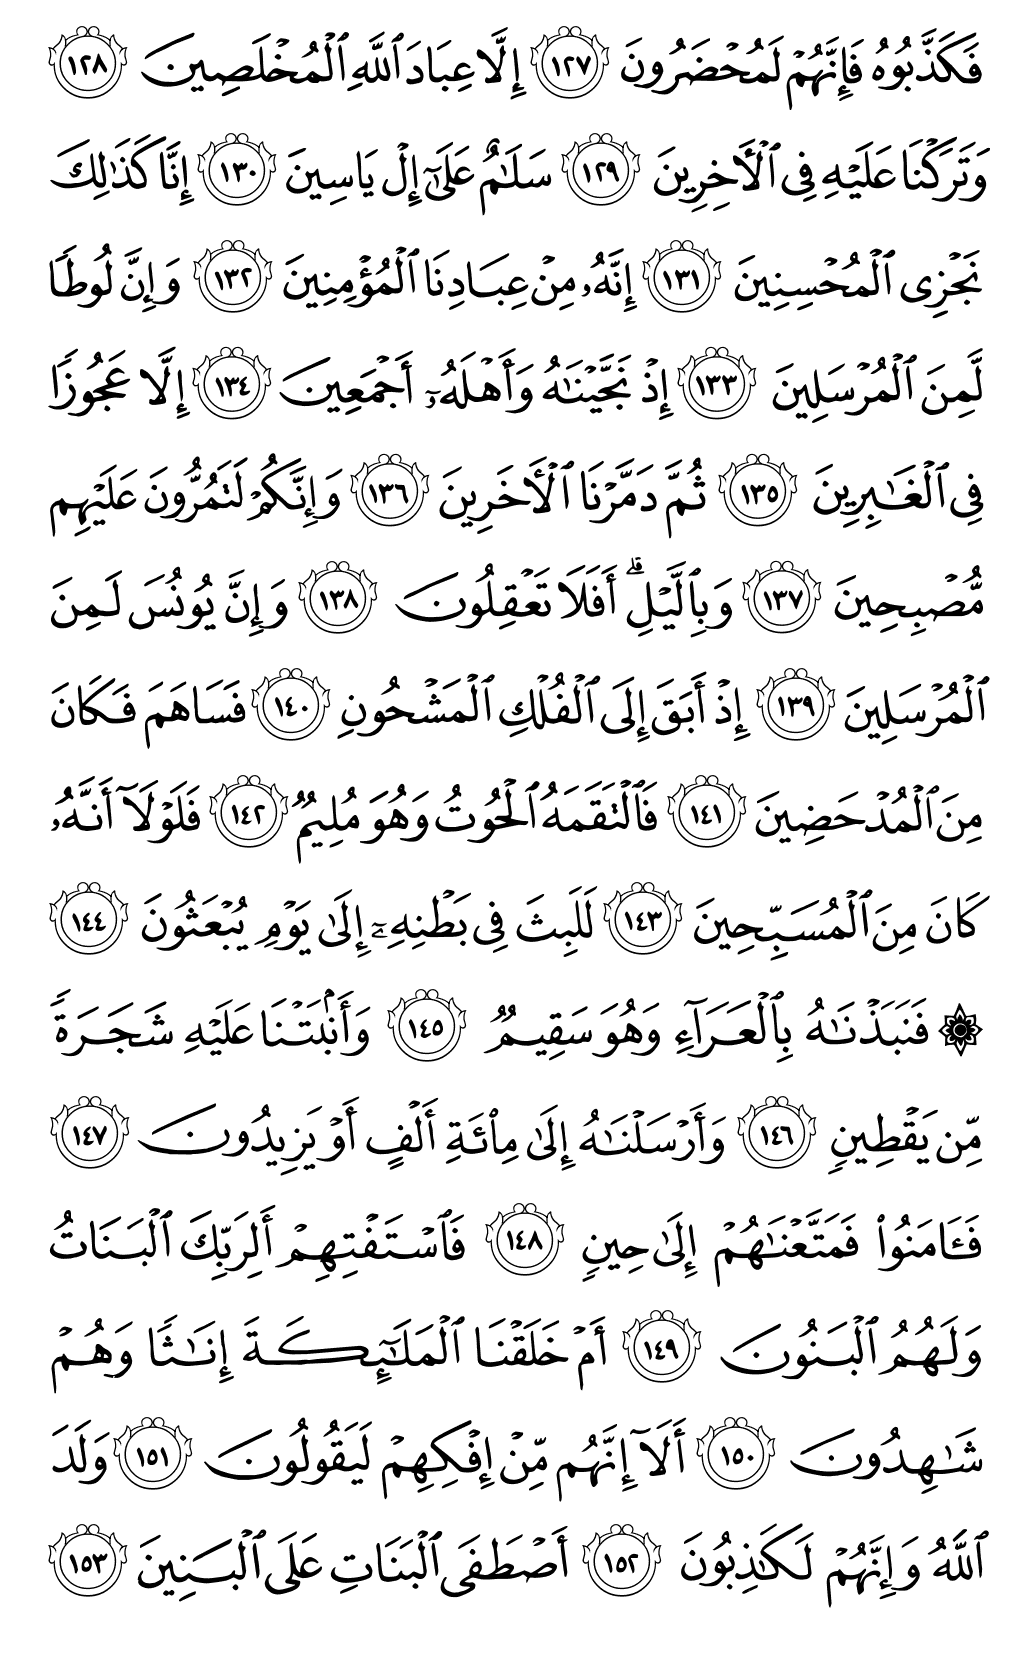 فَكَذَّبُوهُ فَإِنَّهُمْ لَمُحْضَرُونَ ١٢٧ إِلَّا عِبَادَ ٱللَّهِ ٱلْمُخْلَصِينَ ١٢٨
وَتَرَكْنَا عَلَيْهِ فِى ٱلْـَٔاخِرِينَ ١٢٩ سَلَـٰمٌ عَلَىٰٓ إِلْ يَاسِينَ ١٣٠ إِنَّا كَذَٰلِكَ
نَجْزِى ٱلْمُحْسِنِينَ ١٣١ إِنَّهُۥ مِنْ عِبَادِنَا ٱلْمُؤْمِنِينَ ١٣٢ وَإِنَّ لُوطًا
لَّمِنَ ٱلْمُرْسَلِينَ ١٣٣ إِذْ نَجَّيْنَـٰهُ وَأَهْلَهُۥٓ أَجْمَعِينَ ١٣٤ إِلَّا عَجُوزًا
فِى ٱلْغَـٰبِرِينَ ١٣٥ ثُمَّ دَمَّرْنَا ٱلْـَٔاخَرِينَ ١٣٦ وَإِنَّكُمْ لَتَمُرُّونَ عَلَيْهِم
مُّصْبِحِينَ ١٣٧ وَبِٱلَّيْلِ ۗ أَفَلَا تَعْقِلُونَ ١٣٨ وَإِنَّ يُونُسَ لَمِنَ
ٱلْمُرْسَلِينَ ١٣٩ إِذْ أَبَقَ إِلَى ٱلْفُلْكِ ٱلْمَشْحُونِ ١٤٠ فَسَاهَمَ فَكَانَ
مِنَ ٱلْمُدْحَضِينَ ١٤١ فَٱلْتَقَمَهُ ٱلْحُوتُ وَهُوَ مُلِيمٌ ١٤٢ فَلَوْلَآ أَنَّهُۥ
كَانَ مِنَ ٱلْمُسَبِّحِينَ ١٤٣ لَلَبِثَ فِى بَطْنِهِۦٓ إِلَىٰ يَوْمِ يُبْعَثُونَ ١٤٤
۞ فَنَبَذْنَـٰهُ بِٱلْعَرَآءِ وَهُوَ سَقِيمٌ ١٤٥ وَأَنۢبَتْنَا عَلَيْهِ شَجَرَةً
مِّن يَقْطِينٍ ١٤٦ وَأَرْسَلْنَـٰهُ إِلَىٰ مِا۟ئَةِ أَلْفٍ أَوْ يَزِيدُونَ ١٤٧
فَـَٔامَنُوا۟ فَمَتَّعْنَـٰهُمْ إِلَىٰ حِينٍ ١٤٨ فَٱسْتَفْتِهِمْ أَلِرَبِّكَ ٱلْبَنَاتُ
وَلَهُمُ ٱلْبَنُونَ ١٤٩ أَمْ خَلَقْنَا ٱلْمَلَـٰٓئِكَةَ إِنَـٰثًا وَهُمْ
شَـٰهِدُونَ ١٥٠ أَلَآ إِنَّهُم مِّنْ إِفْكِهِمْ لَيَقُولُونَ ١٥١ وَلَدَ
ٱللَّهُ وَإِنَّهُمْ لَكَـٰذِبُونَ ١٥٢ أَصْطَفَى ٱلْبَنَاتِ عَلَى ٱلْبَنِينَ ١٥٣